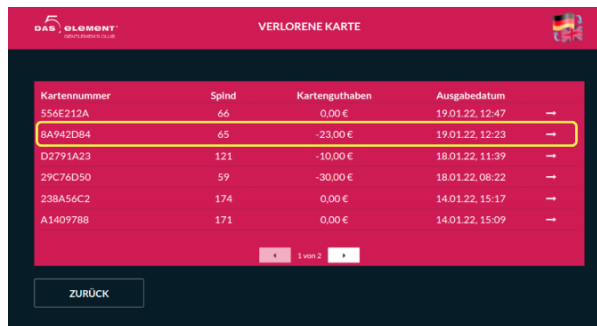 DAS 5. ELEMENT
GENTLEMEN'S CLUB
VERLORENE KARTE
Kartennummer Spind Kartenguthaben Ausgabedatum
556E212A 66 0,00 € 19.01.22, 12:47 →
8A942D84 65 -23,00 € 19.01.22, 12:23 →
D2791A23 121 -10,00 € 18.01.22, 11:39 →
29C76D50 59 -30,00 € 18.01.22, 08:22 →
238A56C2 174 0,00 € 14.01.22, 15:17 →
A1409788 171 0,00 € 14.01.22, 15:09 →
1 von 2
ZURÜCK